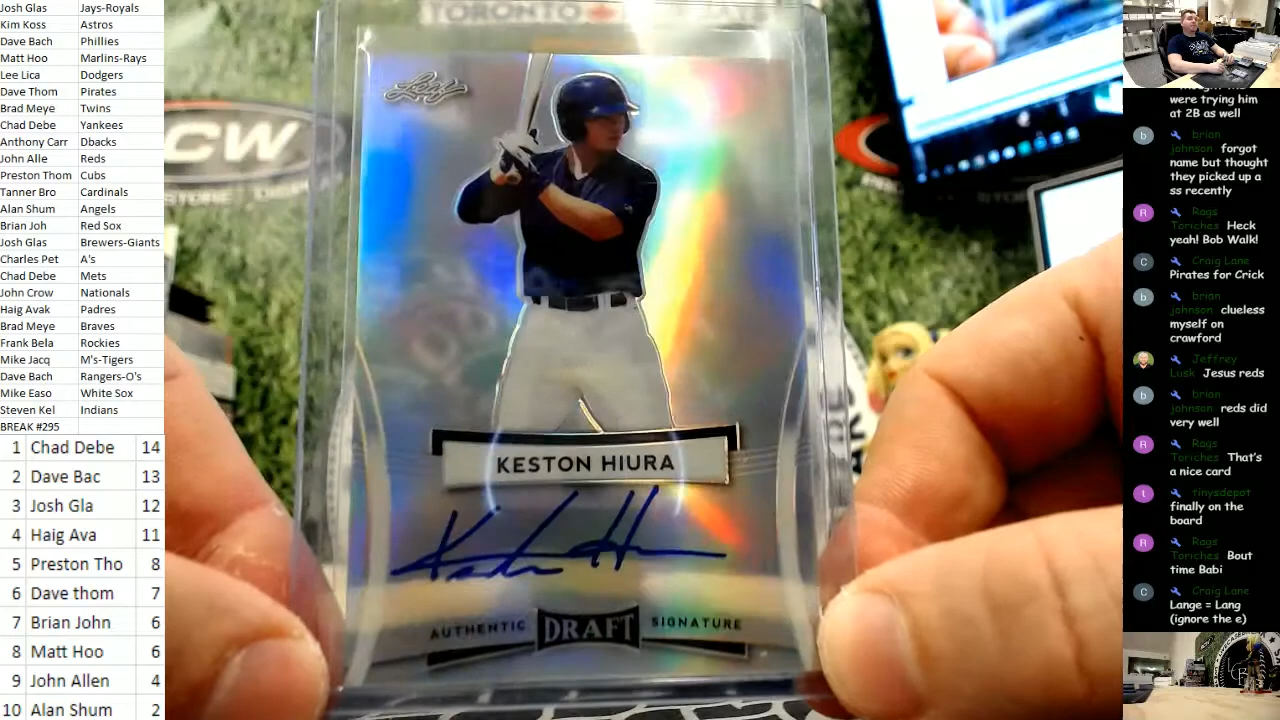 Josh Glas Jays-Royals
Kim Koss Astros
Dave Bach Phillies
Matt Hoo Marlins-Rays
Lee Lica Dodgers
Dave Thom Pirates
Brad Meye Twins
Chad Debe Yankees
Anthony Carr Dbacks
John Alle Reds
Preston Thom Cubs
Tanner Bro Cardinals
Alan Shum Angels
Brian Joh Red Sox
Josh Glas Brewers-Giants
Charles Pet A's
Chad Debe Mets
John Crow Nationals
Haig Avak Padres
Brad Meye Braves
Frank Bela Rockies
Mike Jacq M's-Tigers
Dave Bach Rangers-O's
Mike Easo White Sox
Steven Kel Indians
BREAK #295
1 Chad Debe 14
2 Dave Bac 13
3 Josh Gla 12
4 Haig Ava 11
5 Preston Tho 8
6 Dave thom 7
7 Brian John 6
8 Matt Hoo 6
9 John Allen 4
10 Alan Shum 2
TORONTO
CW
Leaf
KESTON HIURA
AUTHENTIC DRAFT SIGNATURE
were trying him
at 2B as well
b brian
johnson forgot
name but thought
they picked up a
ss recently
R Rags
Toriches Heck
yeah! Bob Walk!
C Craig Lane
Pirates for Crick
b brian
johnson clueless
myself on
crawford
Jeffrey
Lusk Jesus reds
b brian
johnson reds did
very well
R Rags
Toriches That's
a nice card
t tinysdepot
finally on the
board
R Rags
Toriches Bout
time Babi
C Craig Lane
Lange = Lang
(ignore the e)